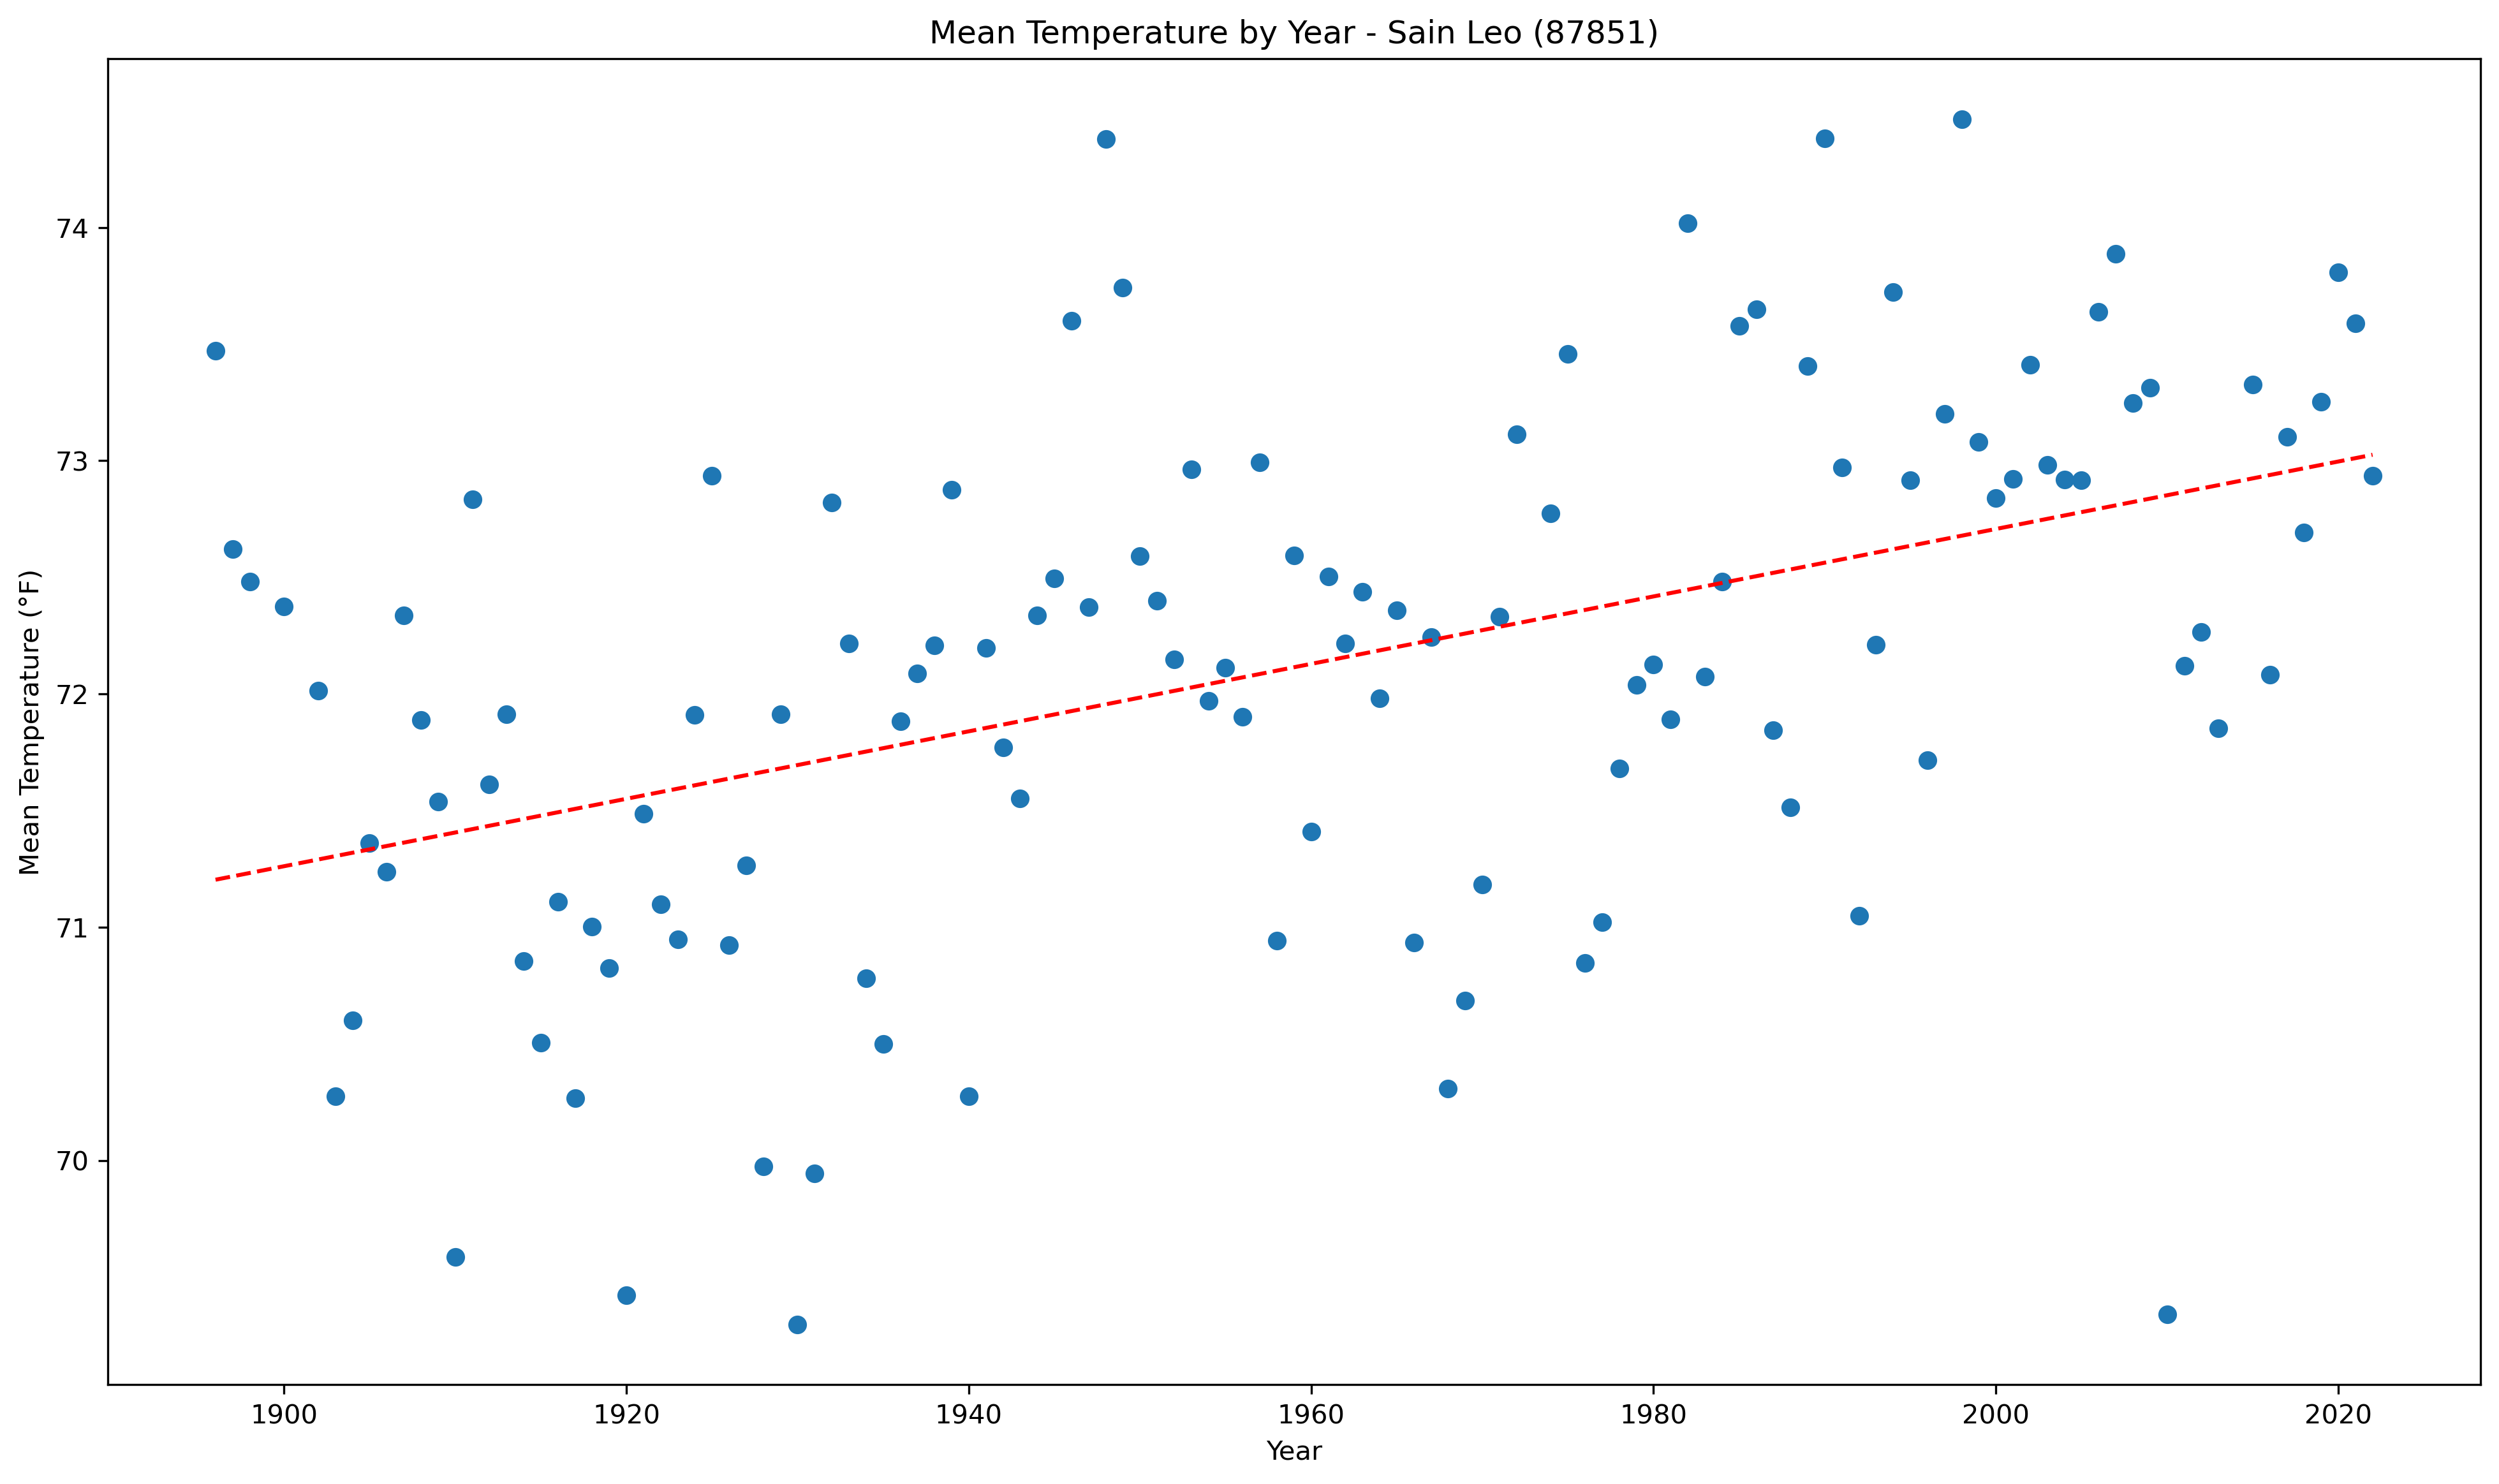 Mean Temperature by Year - Sain Leo (87851)
Mean Temperature (°F)
74
73
72
71
70
1900 1920 1940 1960 1980 2000 2020
Year